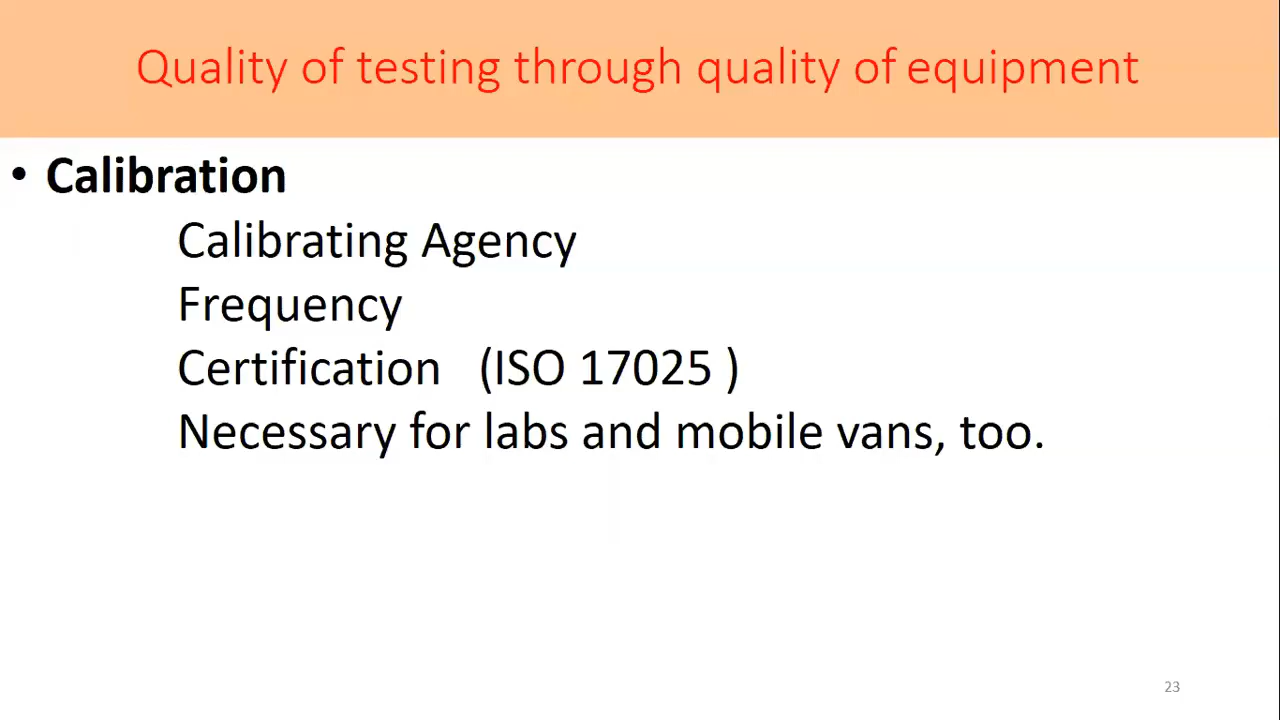 Quality of testing through quality of equipment
• Calibration
Calibrating Agency
Frequency
Certification (ISO 17025 )
Necessary for labs and mobile vans, too.
23